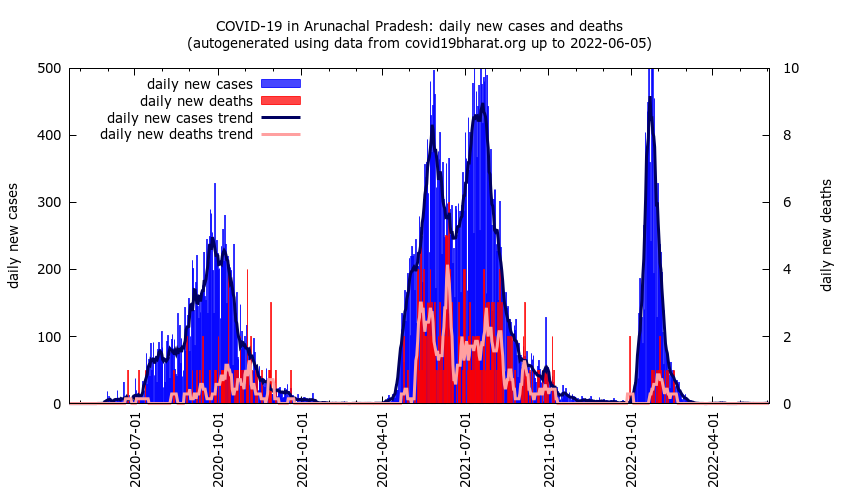 COVID-19 in Arunachal Pradesh: daily new cases and deaths
(autogenerated using data from covid19bharat.org up to 2022-06-05)
daily new cases
daily new deaths
daily new cases trend
daily new deaths trend
500
400
300
200
100
0
10
8
6
4
2
0
daily new cases
daily new deaths
2020-07-01
2020-10-01
2021-01-01
2021-04-01
2021-07-01
2021-10-01
2022-01-01
2022-04-01